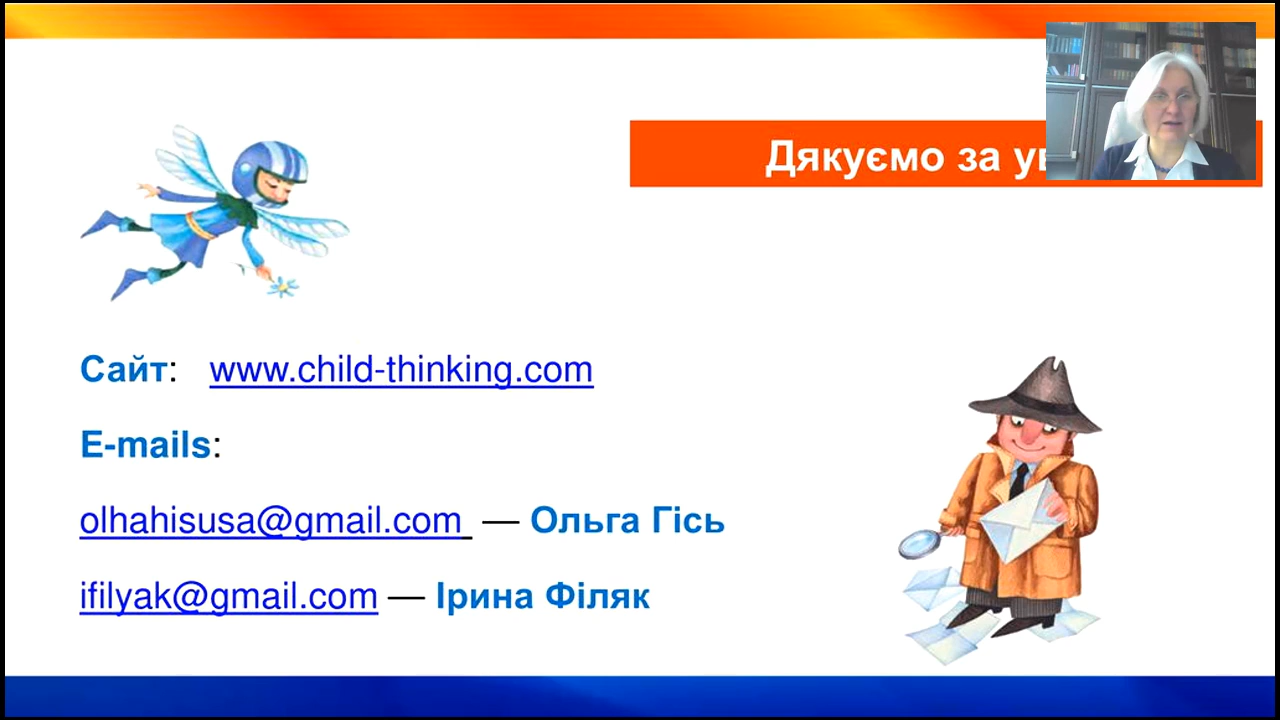 Дякуємо за
Сайт: www.child-thinking.com
E-mails:
olhahisusa@gmail.com — Ольга Гісь
ifilyak@gmail.com — Ірина Філяк